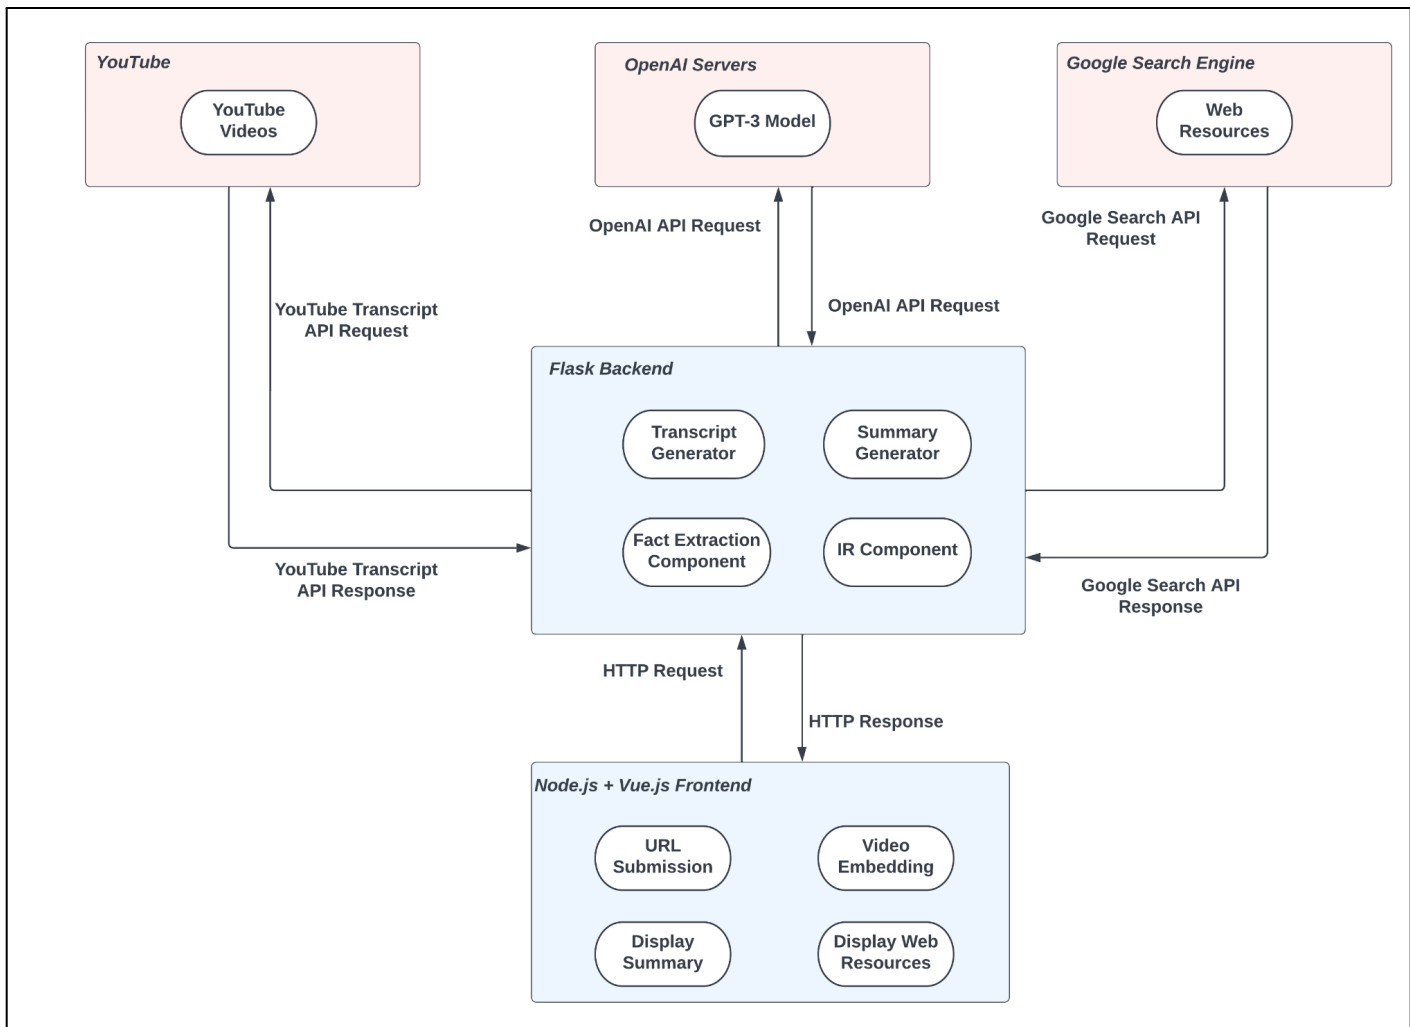 YouTube
YouTube
Videos
OpenAI Servers
GPT-3 Model
Google Search Engine
Web
Resources
OpenAI API Request
Google Search API
Request
YouTube Transcript
API Request
OpenAI API Request
Flask Backend
Transcript
Generator
Summary
Generator
Fact Extraction
Component
IR Component
YouTube Transcript
API Response
Google Search API
Response
HTTP Request
HTTP Response
Node.js + Vue.js Frontend
URL
Submission
Video
Embedding
Display
Summary
Display Web
Resources